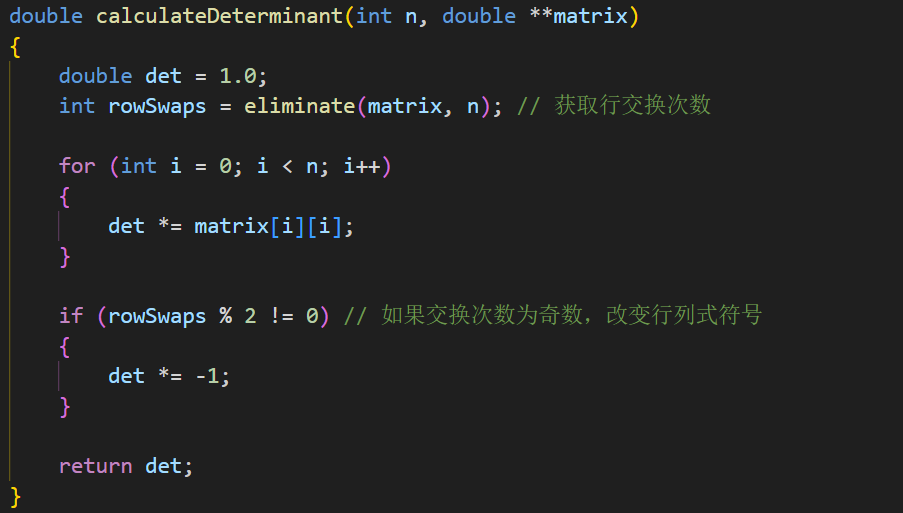 double calculateDeterminant(int n, double **matrix)
{
    double det = 1.0;
    int rowSwaps = eliminate(matrix, n); // 获取行交换次数
    for (int i = 0; i < n; i++)
    {
        det *= matrix[i][i];
    }
    if (rowSwaps % 2 != 0) // 如果交换次数为奇数，改变行列式符号
    {
        det *= -1;
    }
    return det;
}